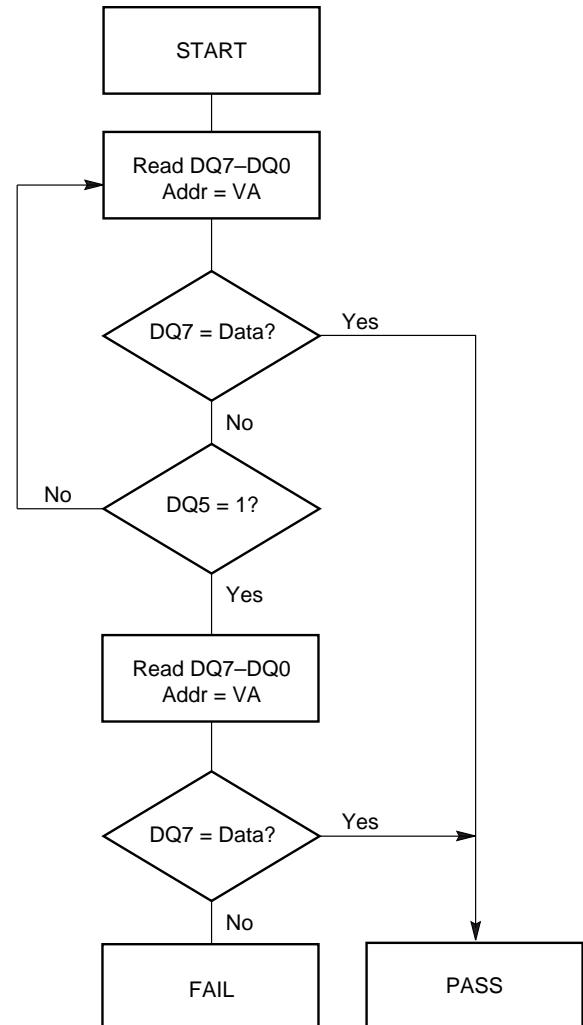 START
Read DQ7–DQ0
Addr = VA
DQ7 = Data?
Yes
No
No
DQ5 = 1?
Yes
Read DQ7–DQ0
Addr = VA
DQ7 = Data?
Yes
No
FAIL
PASS